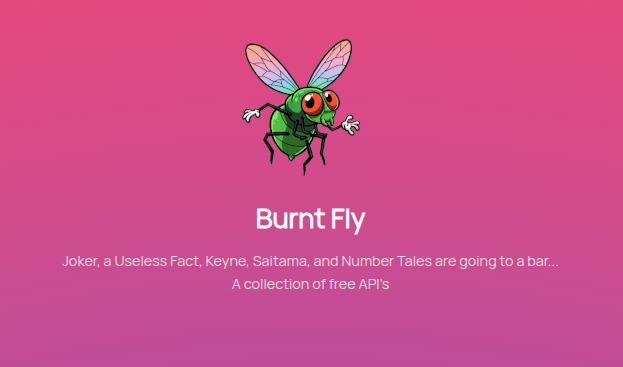 Burnt Fly
Joker, a Useless Fact, Keyne, Saitama, and Number Tales are going to a bar...
A collection of free API's